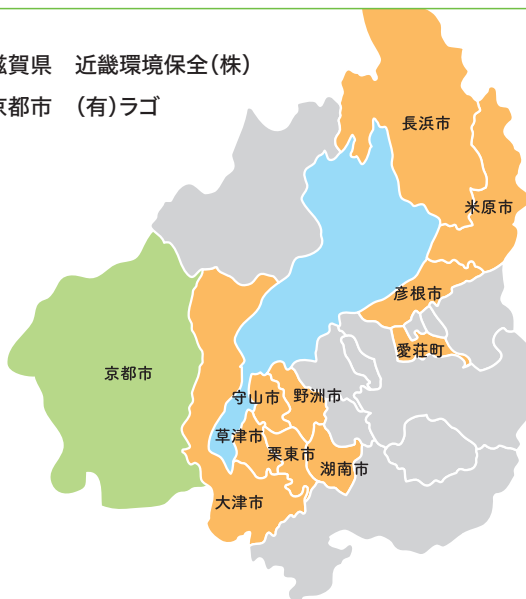 滋賀県 近畿環境保全(株)
京都市 (有)ラゴ
長浜市
米原市
彦根市
愛荘町
京都市
守山市
野洲市
草津市
栗東市
湖南市
大津市